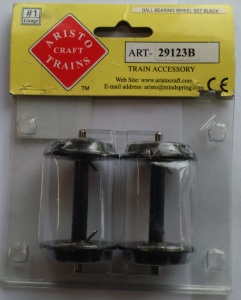 BALL BEARING WHEEL SET BLACK
#1
Gauge
ARISTO
CRAFT
TRAINS
TM
ART- 29123B
TRAIN ACCESSORY
Web Site: www.aristocraft.com
E-mail address: aristo@mindspring.com
CE